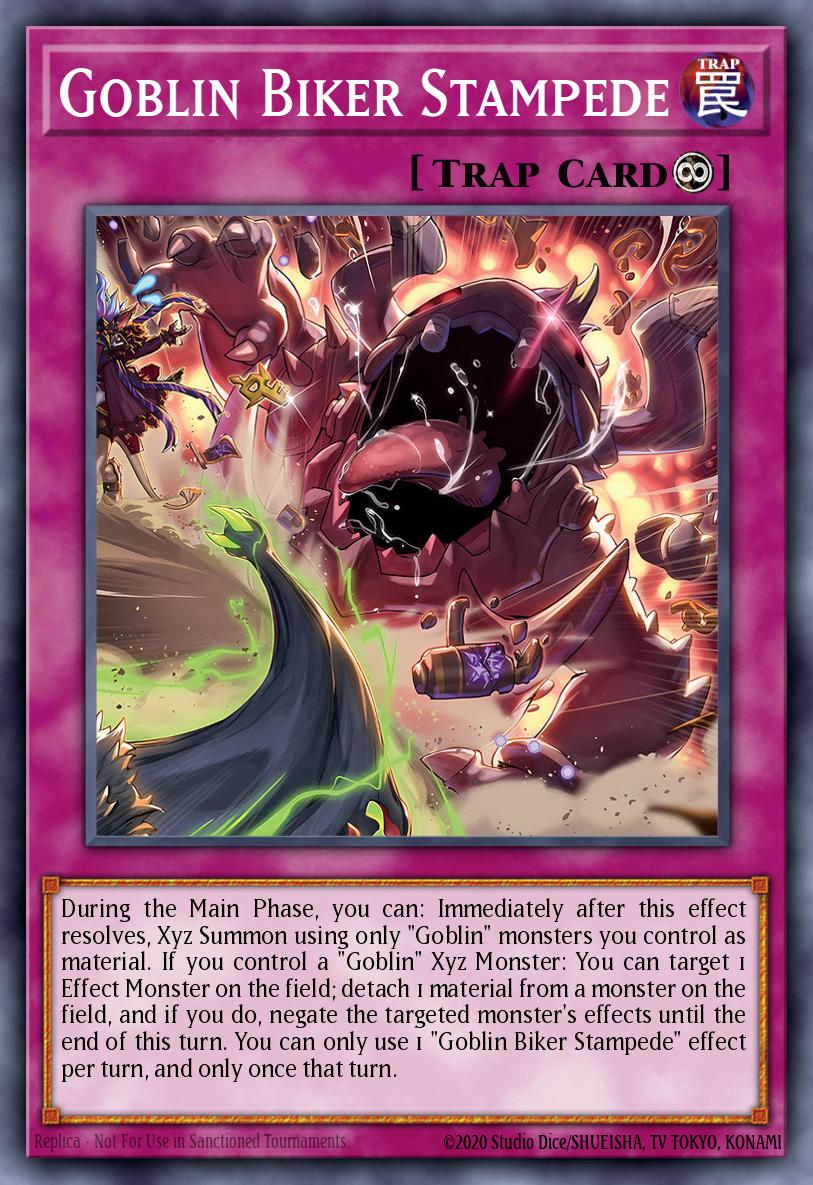 Goblin Biker Stampede
TRAP
罠
[ Trap Card ]
During the Main Phase, you can: Immediately after this effect
resolves, Xyz Summon using only "Goblin" monsters you control as
material. If you control a "Goblin" Xyz Monster: You can target 1
Effect Monster on the field; detach 1 material from a monster on the
field, and if you do, negate the targeted monster's effects until the
end of this turn. You can only use 1 "Goblin Biker Stampede" effect
per turn, and only once that turn.
Replica - Not For Use in Sanctioned Tournaments.
©2020 Studio Dice/SHUEISHA, TV TOKYO, KONAMI